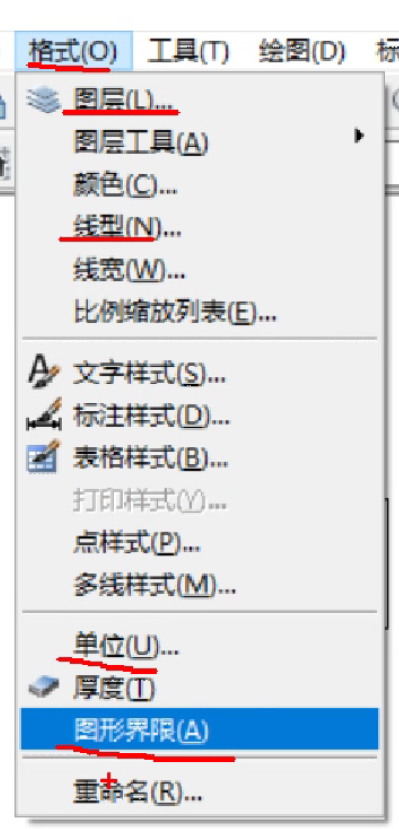 格式(O) 工具(T) 绘图(D) 标
图层(L)...
图层工具(A)
颜色(C)...
线型(N)...
线宽(W)...
比例缩放列表(E)...
文字样式(S)...
标注样式(D)...
表格样式(B)...
打印样式(Y)...
点样式(P)...
多线样式(M)...
单位(U)...
厚度(T)
图形界限(A)
重命名(R)...